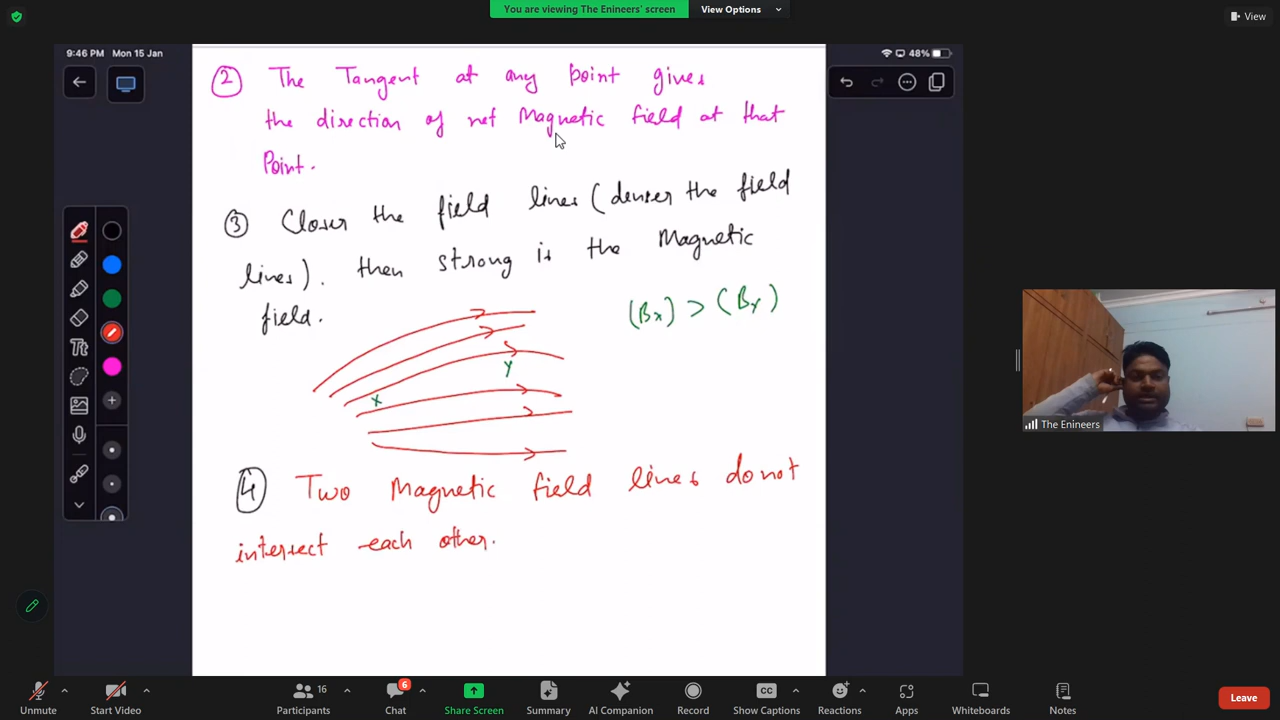 You are viewing The Enineers' screen
View Options
View
9:46 PM Mon 15 Jan
48%
② The Tangent at any point gives
the direction of net Magnetic field at that
Point.
③ Closer the field lines (denser the field
lines). then strong is the Magnetic
field.
(Bx) > (By)
Y
X
④ Two Magnetic field lines do not
intersect each other.
Tt
The Enineers
16
6
CC
Unmute
Start Video
Participants
Chat
Share Screen
Summary
AI Companion
Record
Show Captions
Reactions
Apps
Whiteboards
Notes
Leave